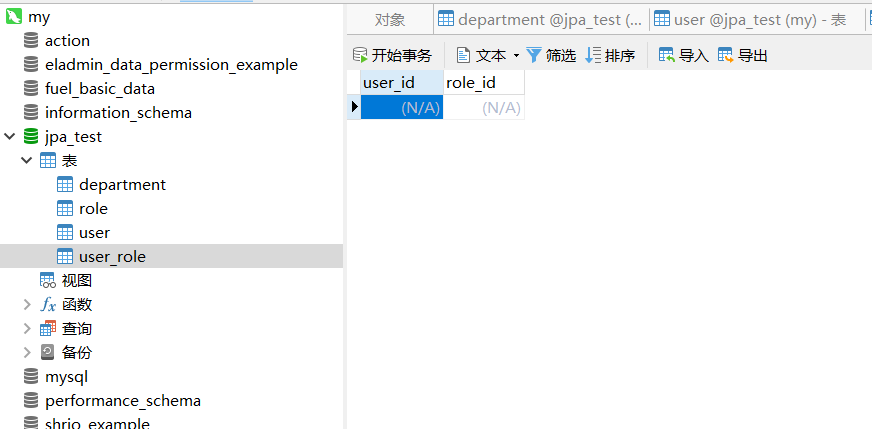 my
action
eladmin_data_permission_example
fuel_basic_data
information_schema
jpa_test
表
department
role
user
user_role
视图
fx 函数
查询
备份
mysql
performance_schema
shrio_example
对象 department @jpa_test (... user @jpa_test (my) - 表
开始事务 文本 筛选 排序 导入 导出
user_id role_id
(N/A) (N/A)